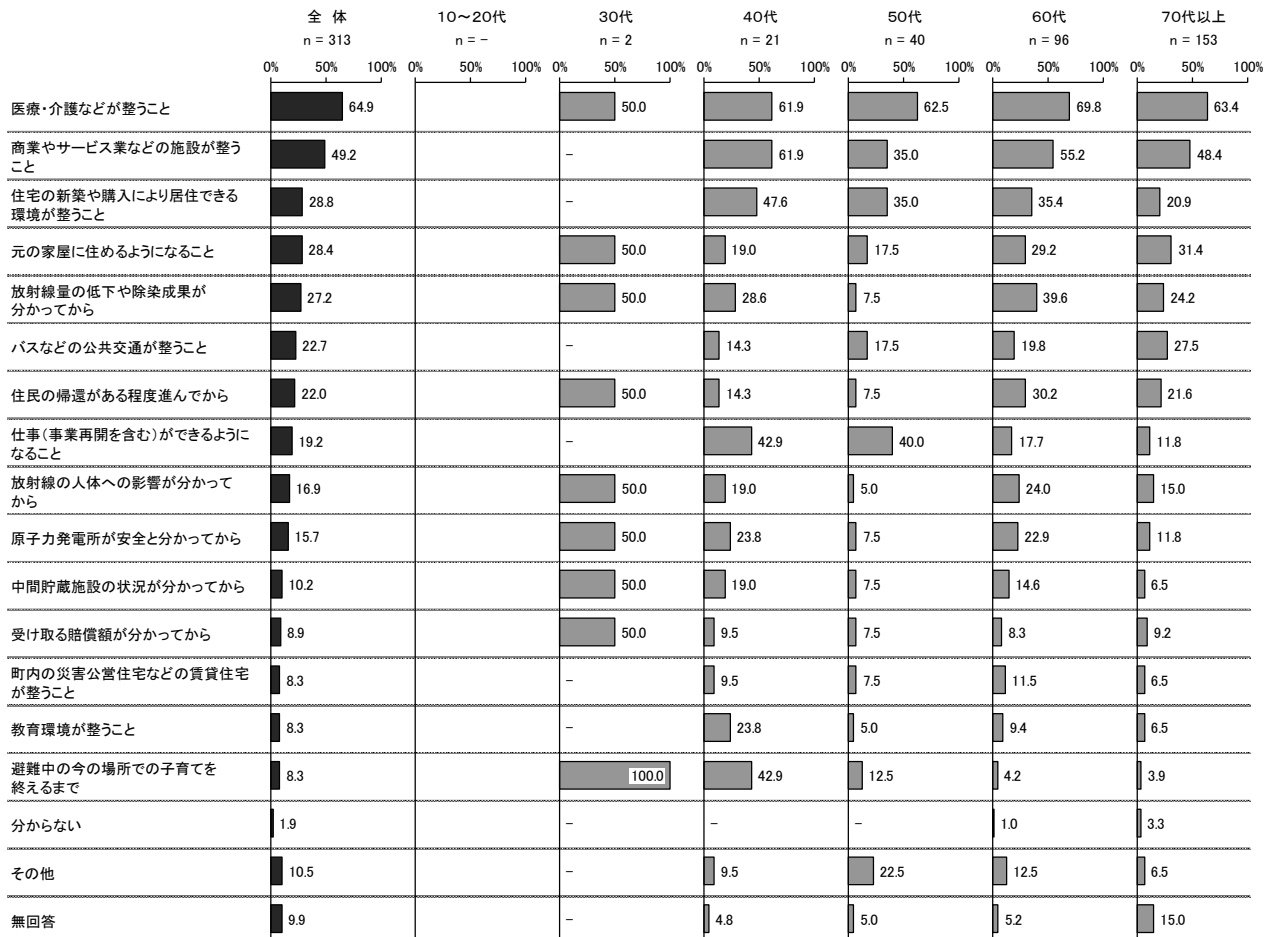 全 体 10～20代 30代 40代 50代 60代 70代以上
n = 313 n = − n = 2 n = 21 n = 40 n = 96 n = 153
0% 50% 100% 0% 50% 100% 0% 50% 100% 0% 50% 100% 0% 50% 100% 0% 50% 100% 0% 50% 100%
医療・介護などが整うこと 64.9 50.0 61.9 62.5 69.8 63.4
商業やサービス業などの施設が整う
こと 49.2 − 61.9 35.0 55.2 48.4
住宅の新築や購入により居住できる
環境が整うこと 28.8 − 47.6 35.0 35.4 20.9
元の家屋に住めるようになること 28.4 50.0 19.0 17.5 29.2 31.4
放射線量の低下や除染成果が
分かってから 27.2 50.0 28.6 7.5 39.6 24.2
バスなどの公共交通が整うこと 22.7 − 14.3 17.5 19.8 27.5
住民の帰還がある程度進んでから 22.0 50.0 14.3 7.5 30.2 21.6
仕事（事業再開を含む）ができるように
なること 19.2 − 42.9 40.0 17.7 11.8
放射線の人体への影響が分かって
から 16.9 50.0 19.0 5.0 24.0 15.0
原子力発電所が安全と分かってから 15.7 50.0 23.8 7.5 22.9 11.8
中間貯蔵施設の状況が分かってから 10.2 50.0 19.0 7.5 14.6 6.5
受け取る賠償額が分かってから 8.9 50.0 9.5 7.5 8.3 9.2
町内の災害公営住宅などの賃貸住宅
が整うこと 8.3 − 9.5 7.5 11.5 6.5
教育環境が整うこと 8.3 − 23.8 5.0 9.4 6.5
避難中の今の場所での子育てを
終えるまで 8.3 100.0 42.9 12.5 4.2 3.9
分からない 1.9 − − − 1.0 3.3
その他 10.5 − 9.5 22.5 12.5 6.5
無回答 9.9 − 4.8 5.0 5.2 15.0